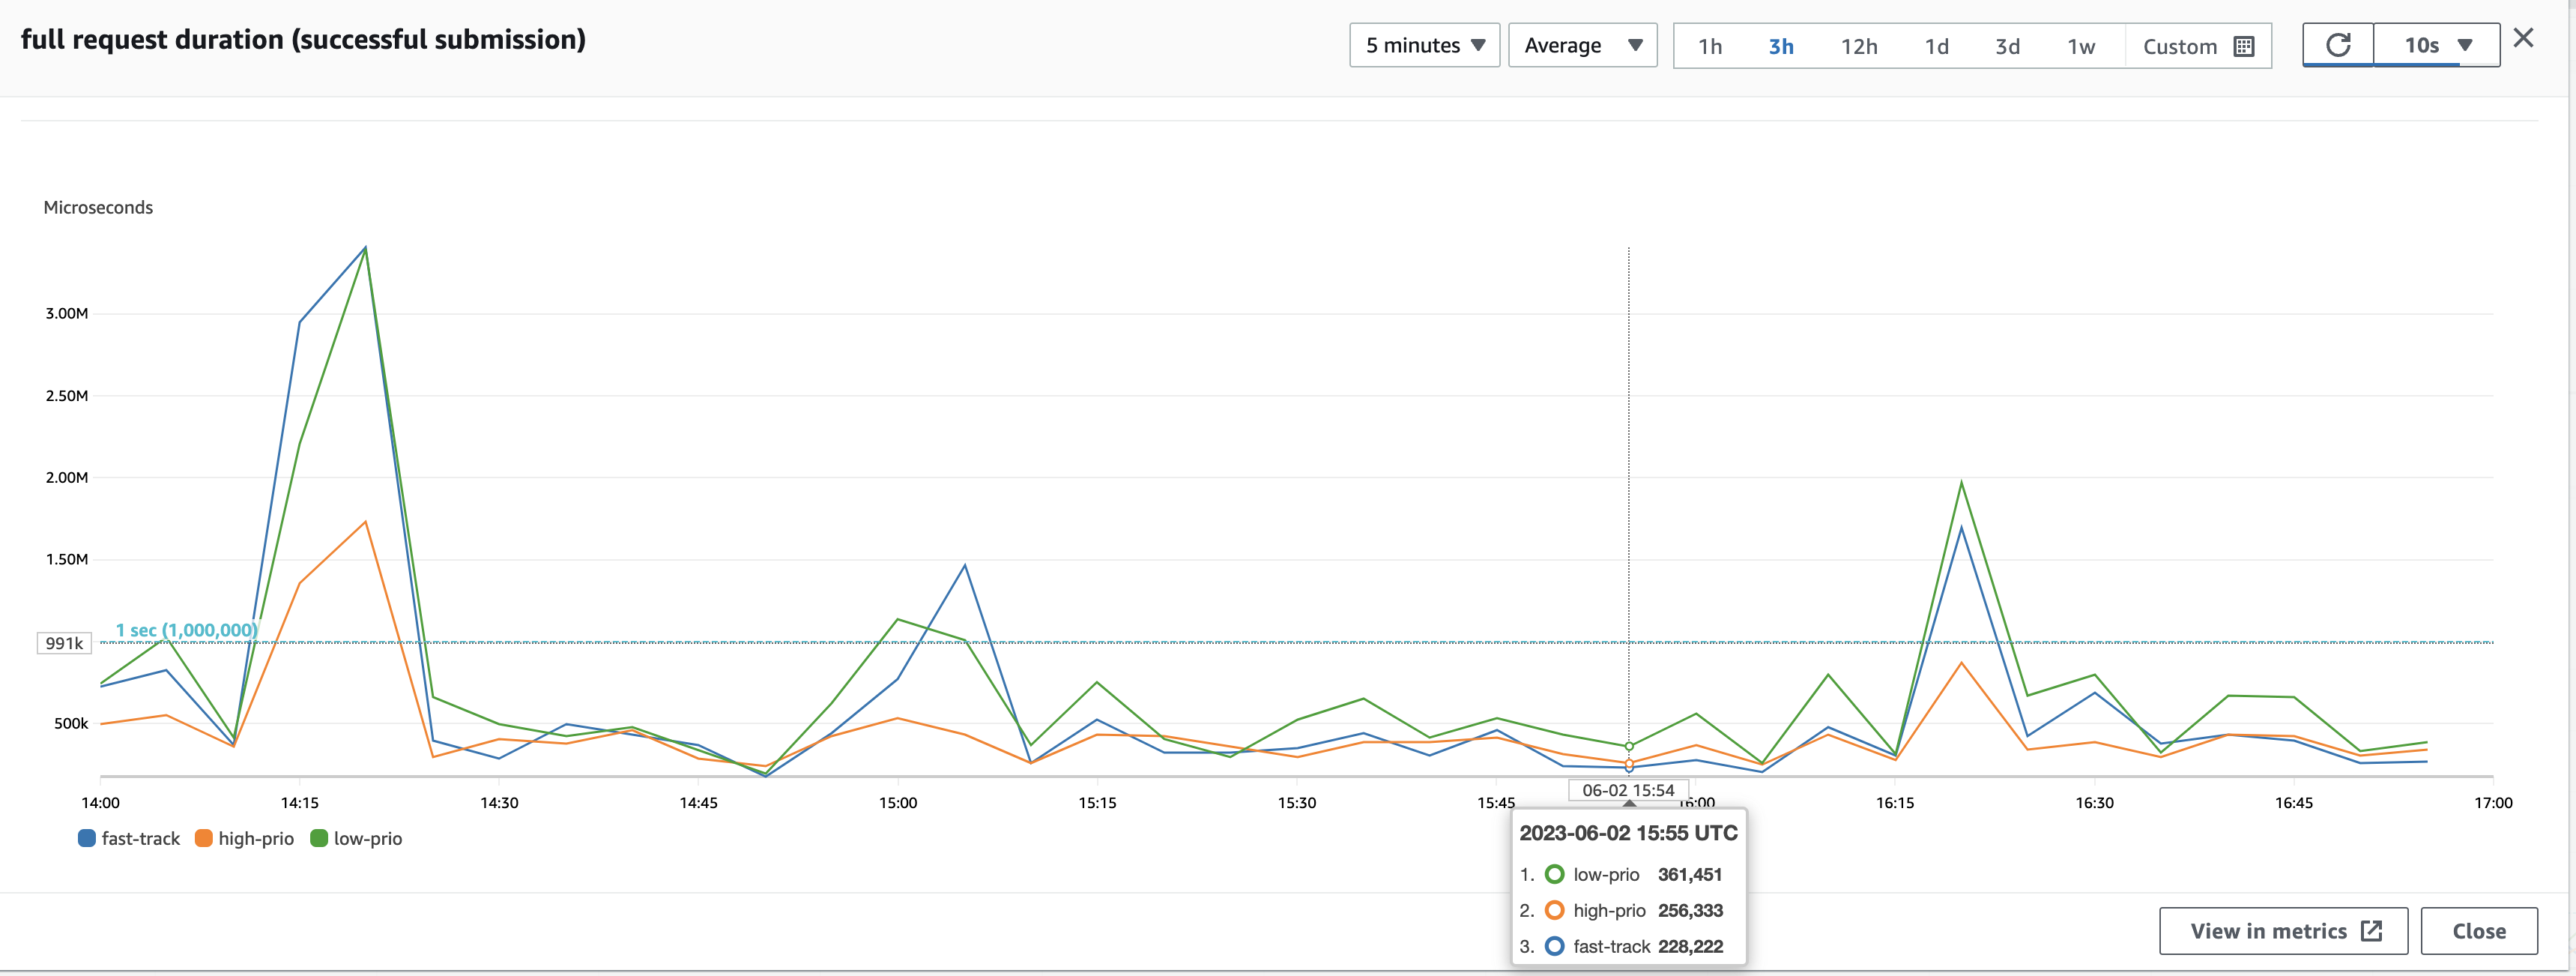 full request duration (successful submission)
5 minutes
Average
1h 3h 12h 1d 3d 1w Custom
10s
Microseconds
3.00M
2.50M
2.00M
1.50M
1 sec (1,000,000)
991k
500k
14:00 14:15 14:30 14:45 15:00 15:15 15:30 15:45 16:00 16:15 16:30 16:45 17:00
06-02 15:54
fast-track high-prio low-prio
2023-06-02 15:55 UTC
1. low-prio 361,451
2. high-prio 256,333
3. fast-track 228,222
View in metrics
Close